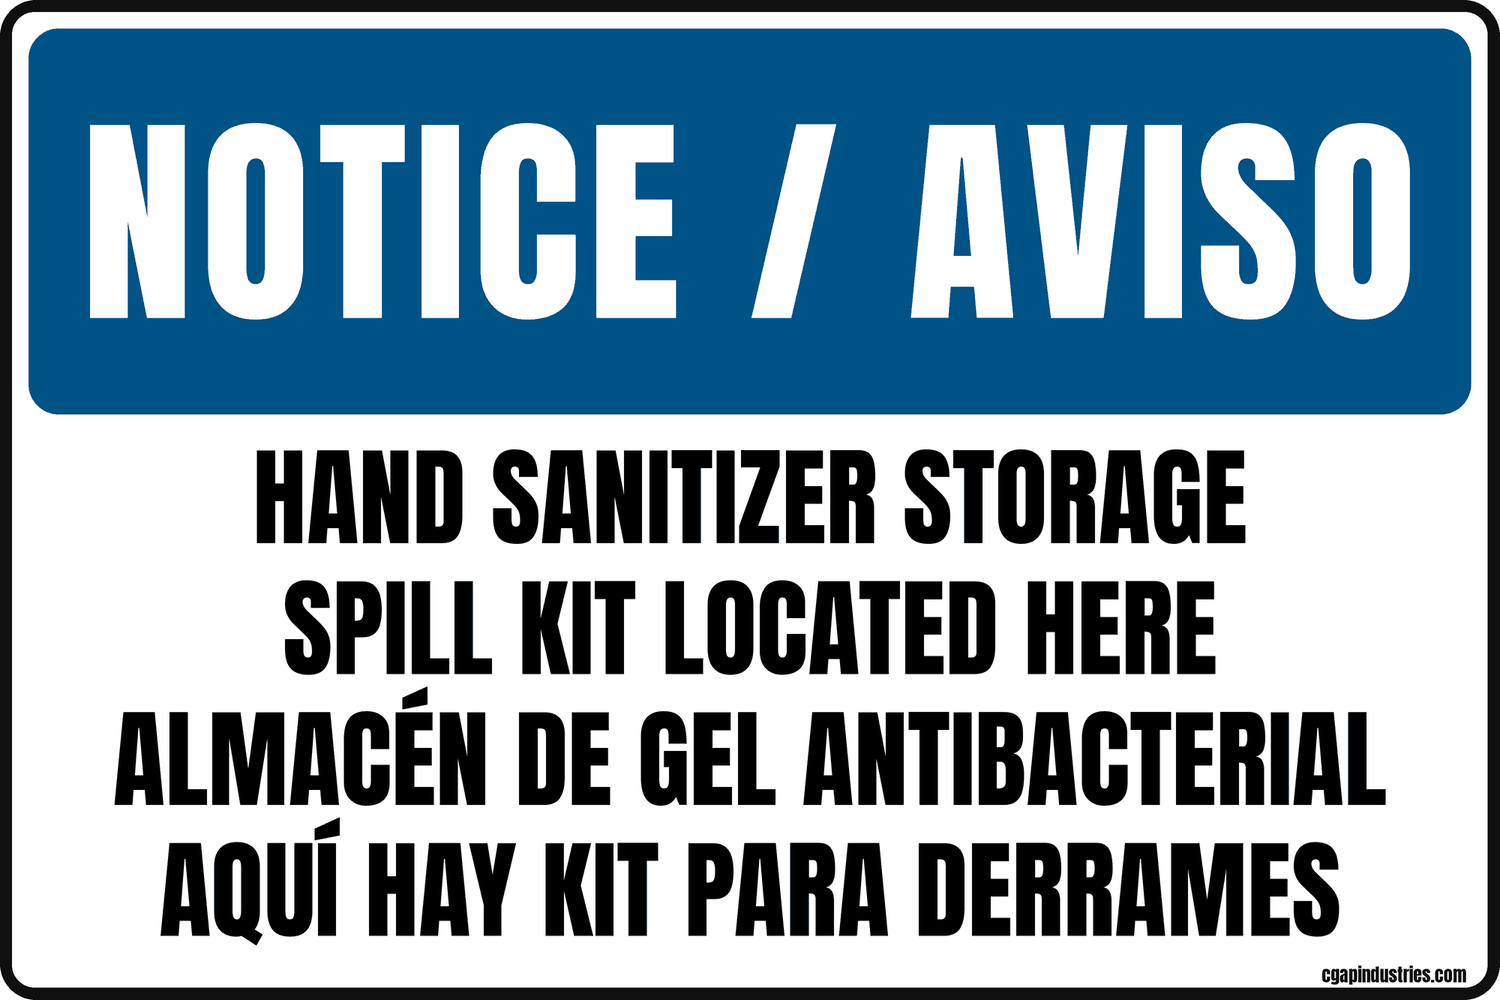 NOTICE / AVISO
HAND SANITIZER STORAGE
SPILL KIT LOCATED HERE
ALMACÉN DE GEL ANTIBACTERIAL
AQUÍ HAY KIT PARA DERRAMES
cgapindustries.com